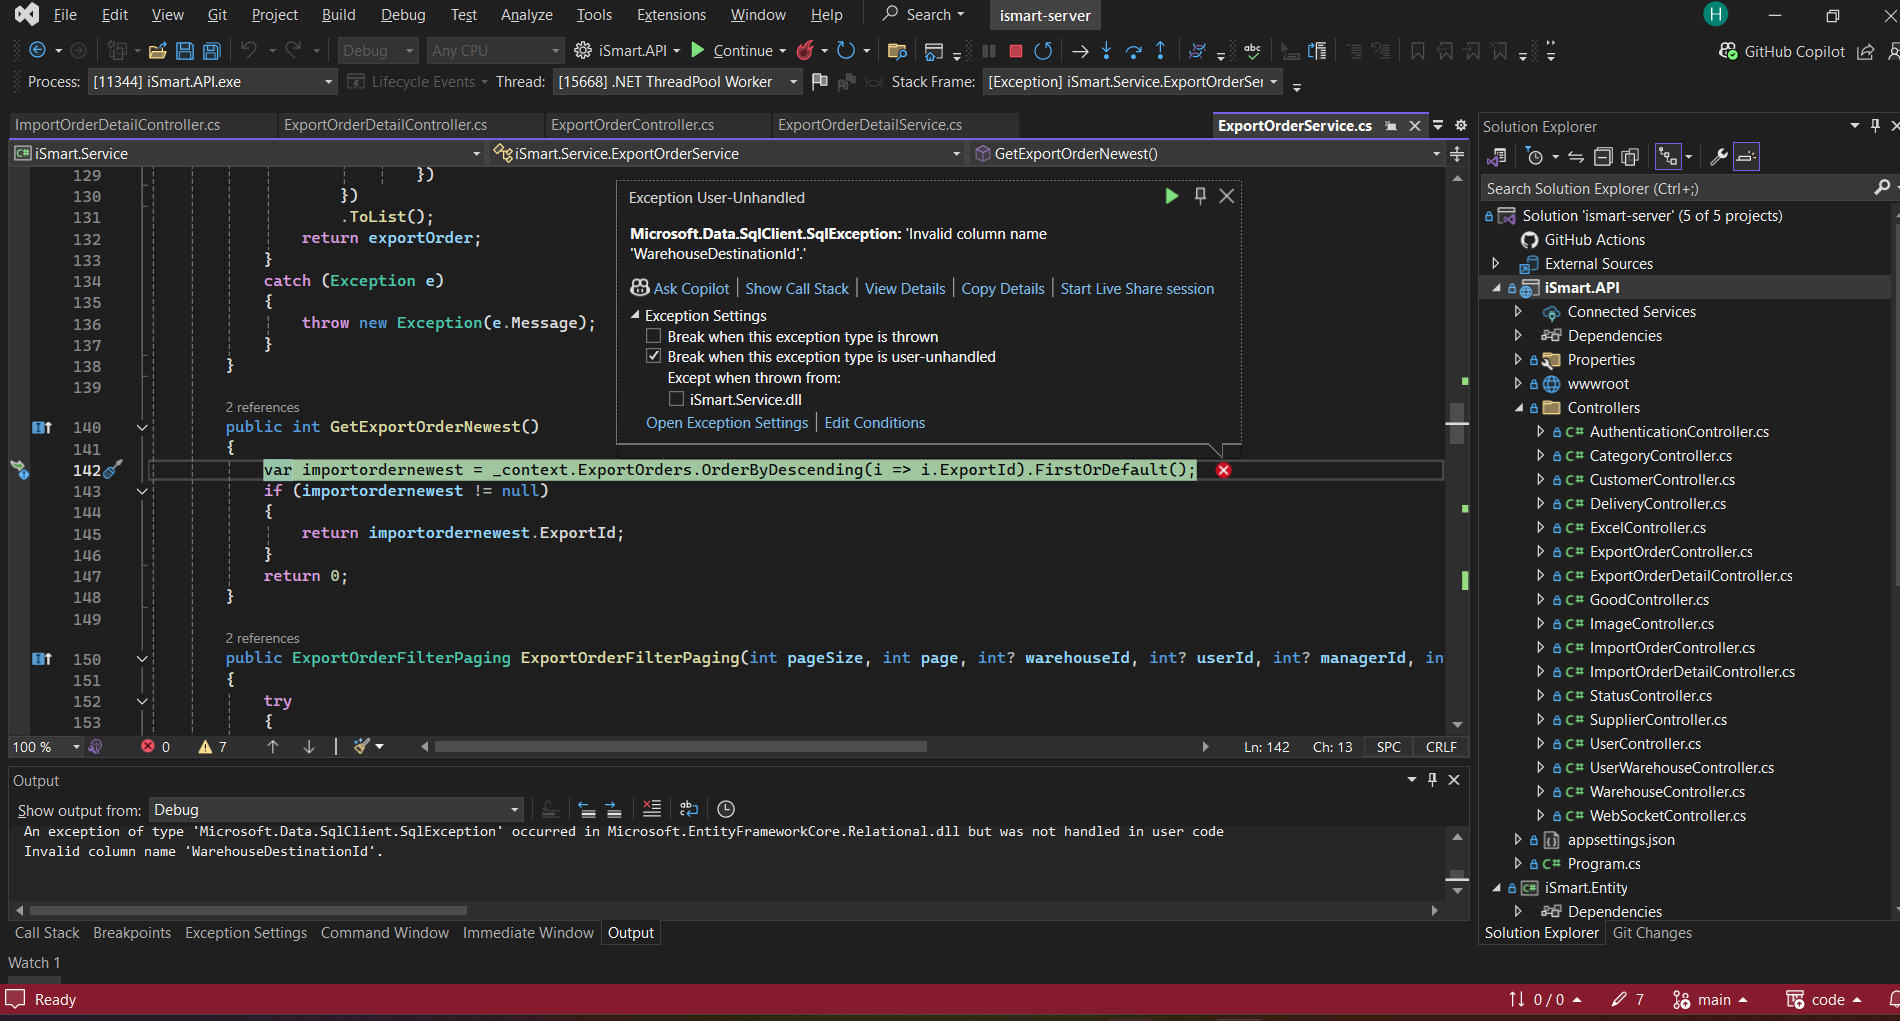 File Edit View Git Project Build Debug Test Analyze Tools Extensions Window Help Search ismart-server H
Debug Any CPU iSmart.API Continue GitHub Copilot
Process: [11344] iSmart.API.exe Lifecycle Events Thread: [15668] .NET ThreadPool Worker Stack Frame: [Exception] iSmart.Service.ExportOrderSer
ImportOrderDetailController.cs ExportOrderDetailController.cs ExportOrderController.cs ExportOrderDetailService.cs ExportOrderService.cs
iSmart.Service iSmart.Service.ExportOrderService GetExportOrderNewest()
129 })
130 })
131 .ToList();
132 return exportOrder;
133 }
134 catch (Exception e)
135 {
136 throw new Exception(e.Message);
137 }
138 }
139
2 references
140 public int GetExportOrderNewest()
141 {
142 var importordernewest = _context.ExportOrders.OrderByDescending(i => i.ExportId).FirstOrDefault();
143 if (importordernewest != null)
144 {
145 return importordernewest.ExportId;
146 }
147 return 0;
148 }
149
2 references
150 public ExportOrderFilterPaging ExportOrderFilterPaging(int pageSize, int page, int? warehouseId, int? userId, int? managerId, in
151 {
152 try
153 {
Exception User-Unhandled
Microsoft.Data.SqlClient.SqlException: 'Invalid column name
'WarehouseDestinationId'.'
Ask Copilot Show Call Stack View Details Copy Details Start Live Share session
Exception Settings
Break when this exception type is thrown
Break when this exception type is user-unhandled
Except when thrown from:
iSmart.Service.dll
Open Exception Settings Edit Conditions
100 % 0 7 Ln: 142 Ch: 13 SPC CRLF
Output
Show output from: Debug
An exception of type 'Microsoft.Data.SqlClient.SqlException' occurred in Microsoft.EntityFrameworkCore.Relational.dll but was not handled in user code
Invalid column name 'WarehouseDestinationId'.
Call Stack Breakpoints Exception Settings Command Window Immediate Window Output
Watch 1
Solution Explorer
Search Solution Explorer (Ctrl+;)
Solution 'ismart-server' (5 of 5 projects)
GitHub Actions
External Sources
iSmart.API
Connected Services
Dependencies
Properties
wwwroot
Controllers
C# AuthenticationController.cs
C# CategoryController.cs
C# CustomerController.cs
C# DeliveryController.cs
C# ExcelController.cs
C# ExportOrderController.cs
C# ExportOrderDetailController.cs
C# GoodController.cs
C# ImageController.cs
C# ImportOrderController.cs
C# ImportOrderDetailController.cs
C# StatusController.cs
C# SupplierController.cs
C# UserController.cs
C# UserWarehouseController.cs
C# WarehouseController.cs
C# WebSocketController.cs
appsettings.json
C# Program.cs
C# iSmart.Entity
Dependencies
Solution Explorer Git Changes
Ready 0 / 0 7 main code